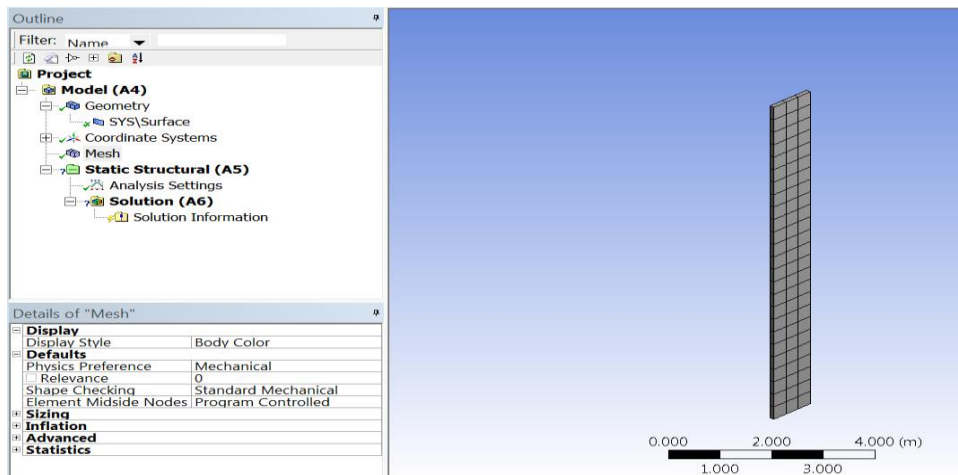 Outline
Filter: Name
Project
Model (A4)
Geometry
SYS\Surface
Coordinate Systems
Mesh
Static Structural (A5)
Analysis Settings
Solution (A6)
Solution Information
Details of "Mesh"
Display
Display Style Body Color
Defaults
Physics Preference Mechanical
Relevance 0
Shape Checking Standard Mechanical
Element Midside Nodes Program Controlled
Sizing
Inflation
Advanced
Statistics
0.000 2.000 4.000 (m)
1.000 3.000